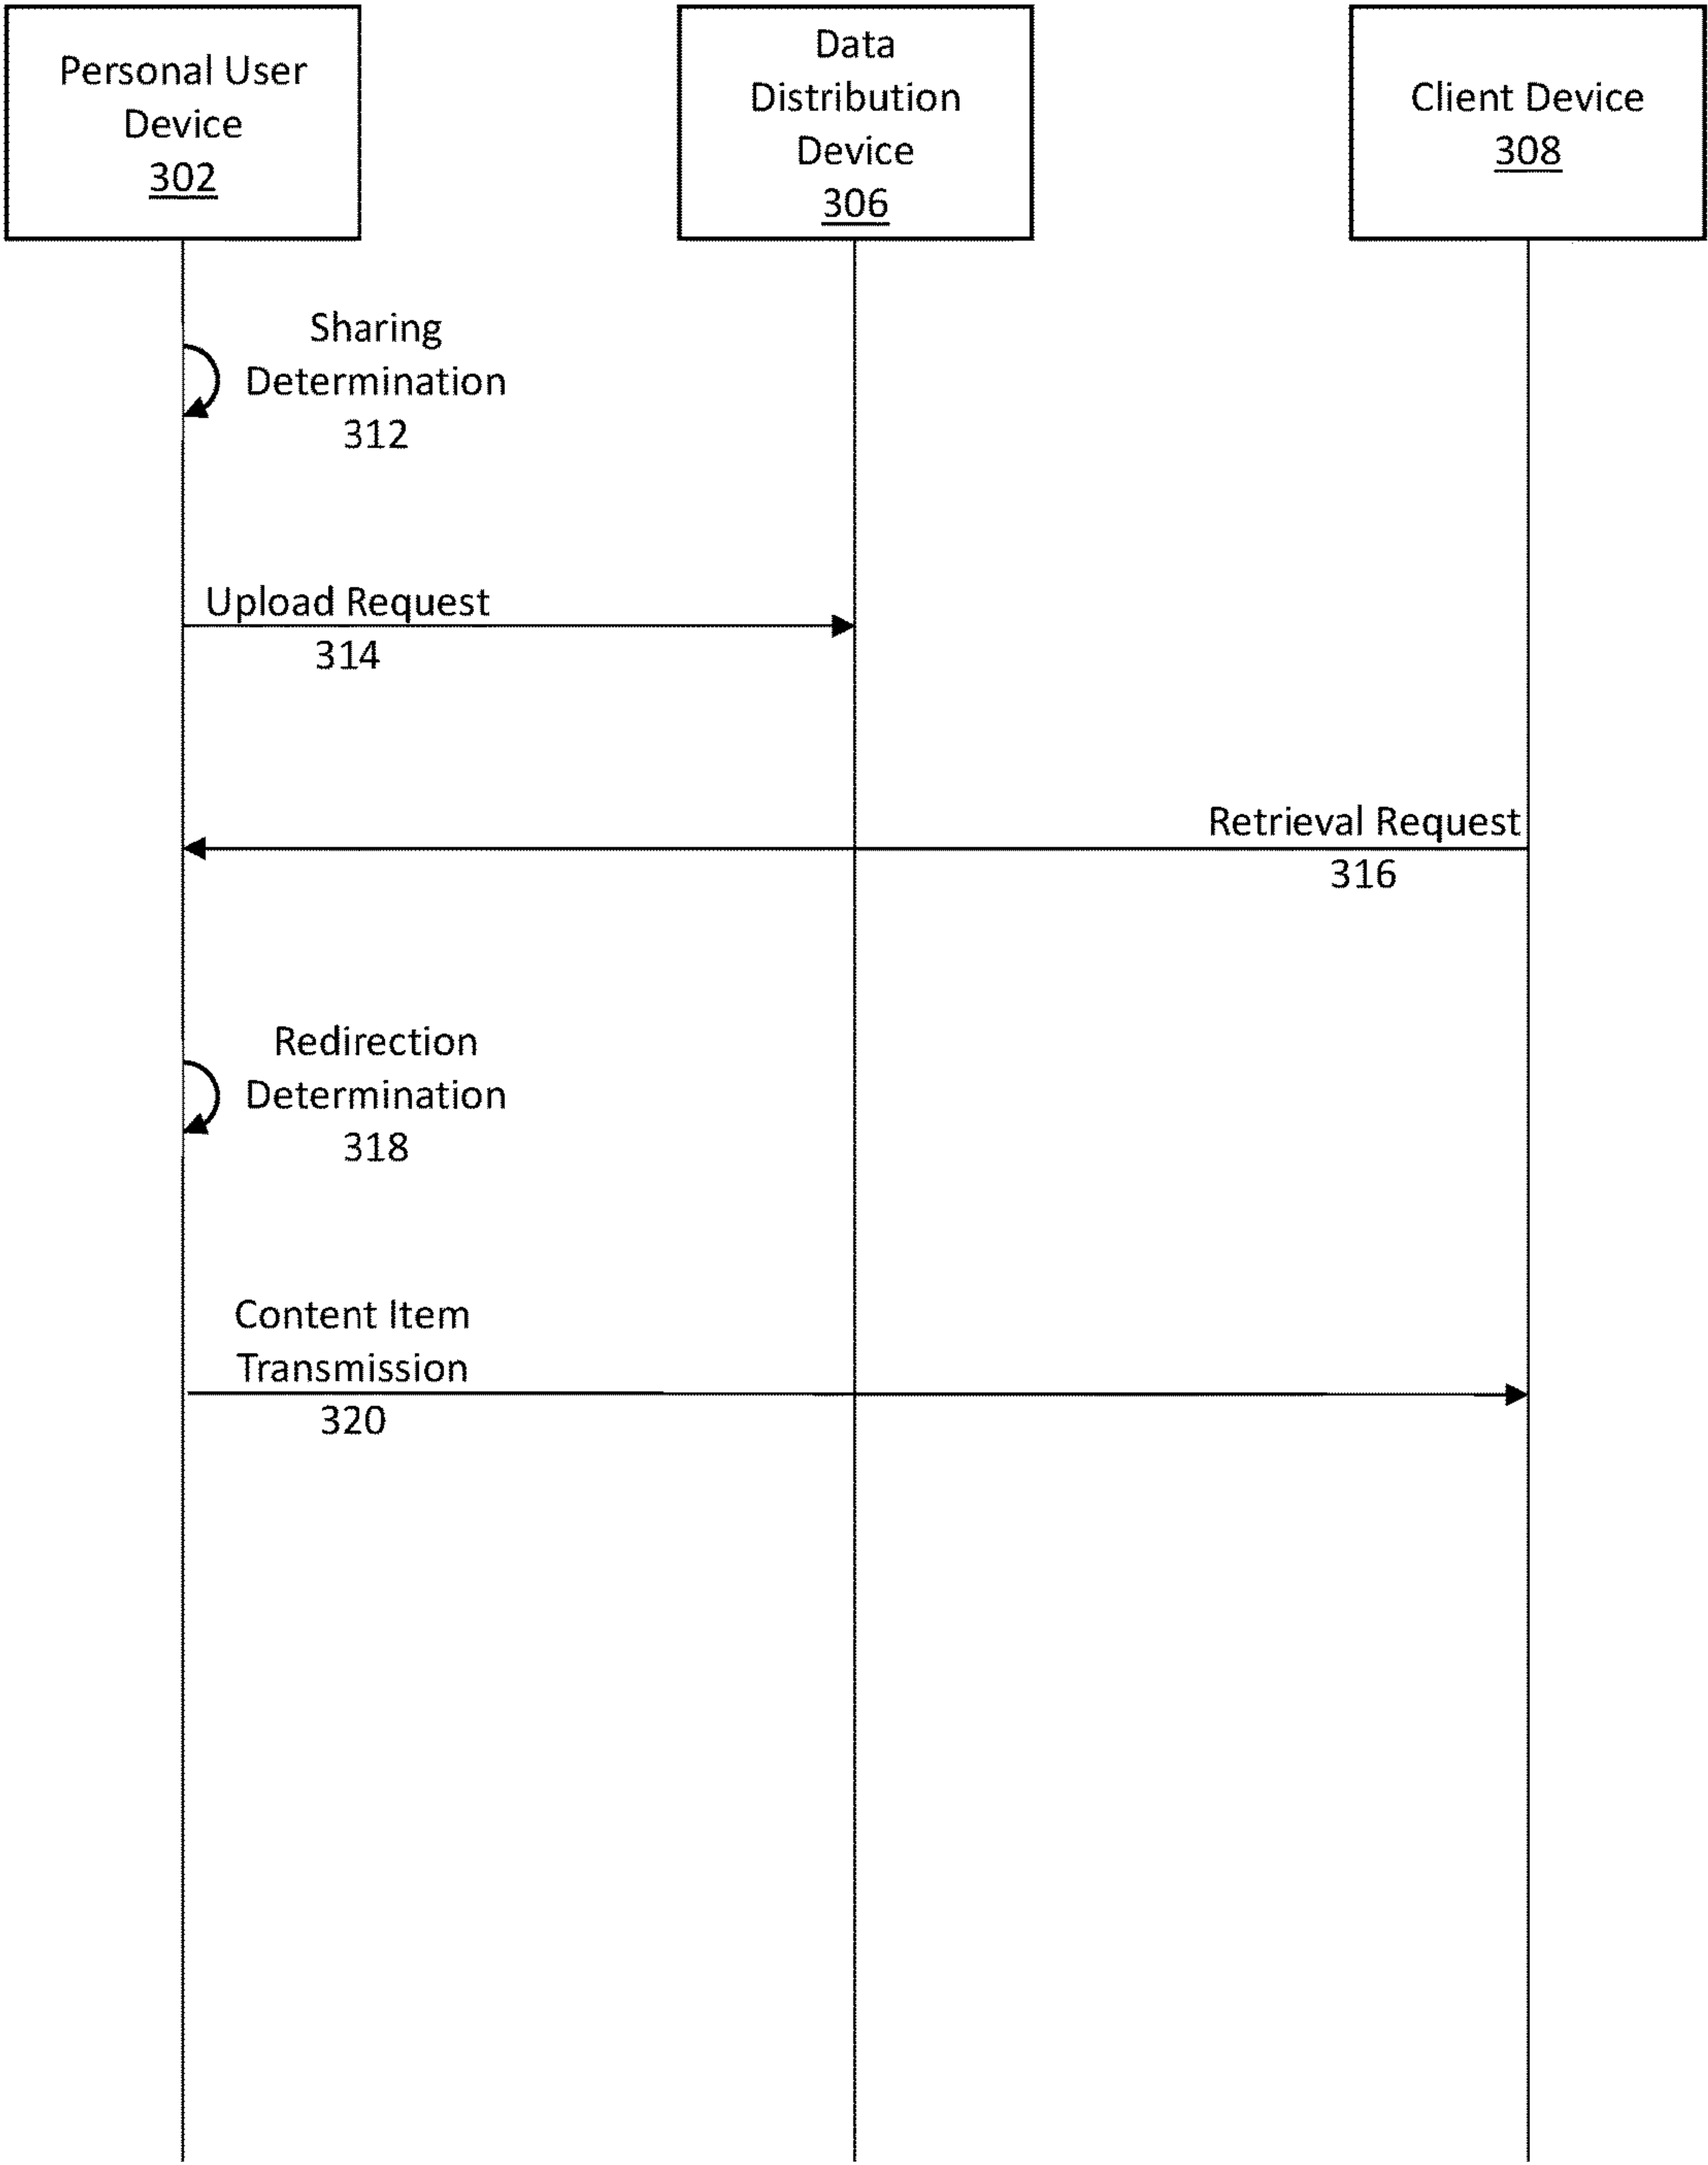 Personal User
Device
302
Data
Distribution
Device
306
Client Device
308
Sharing
Determination
312
Upload Request
314
Retrieval Request
316
Redirection
Determination
318
Content Item
Transmission
320